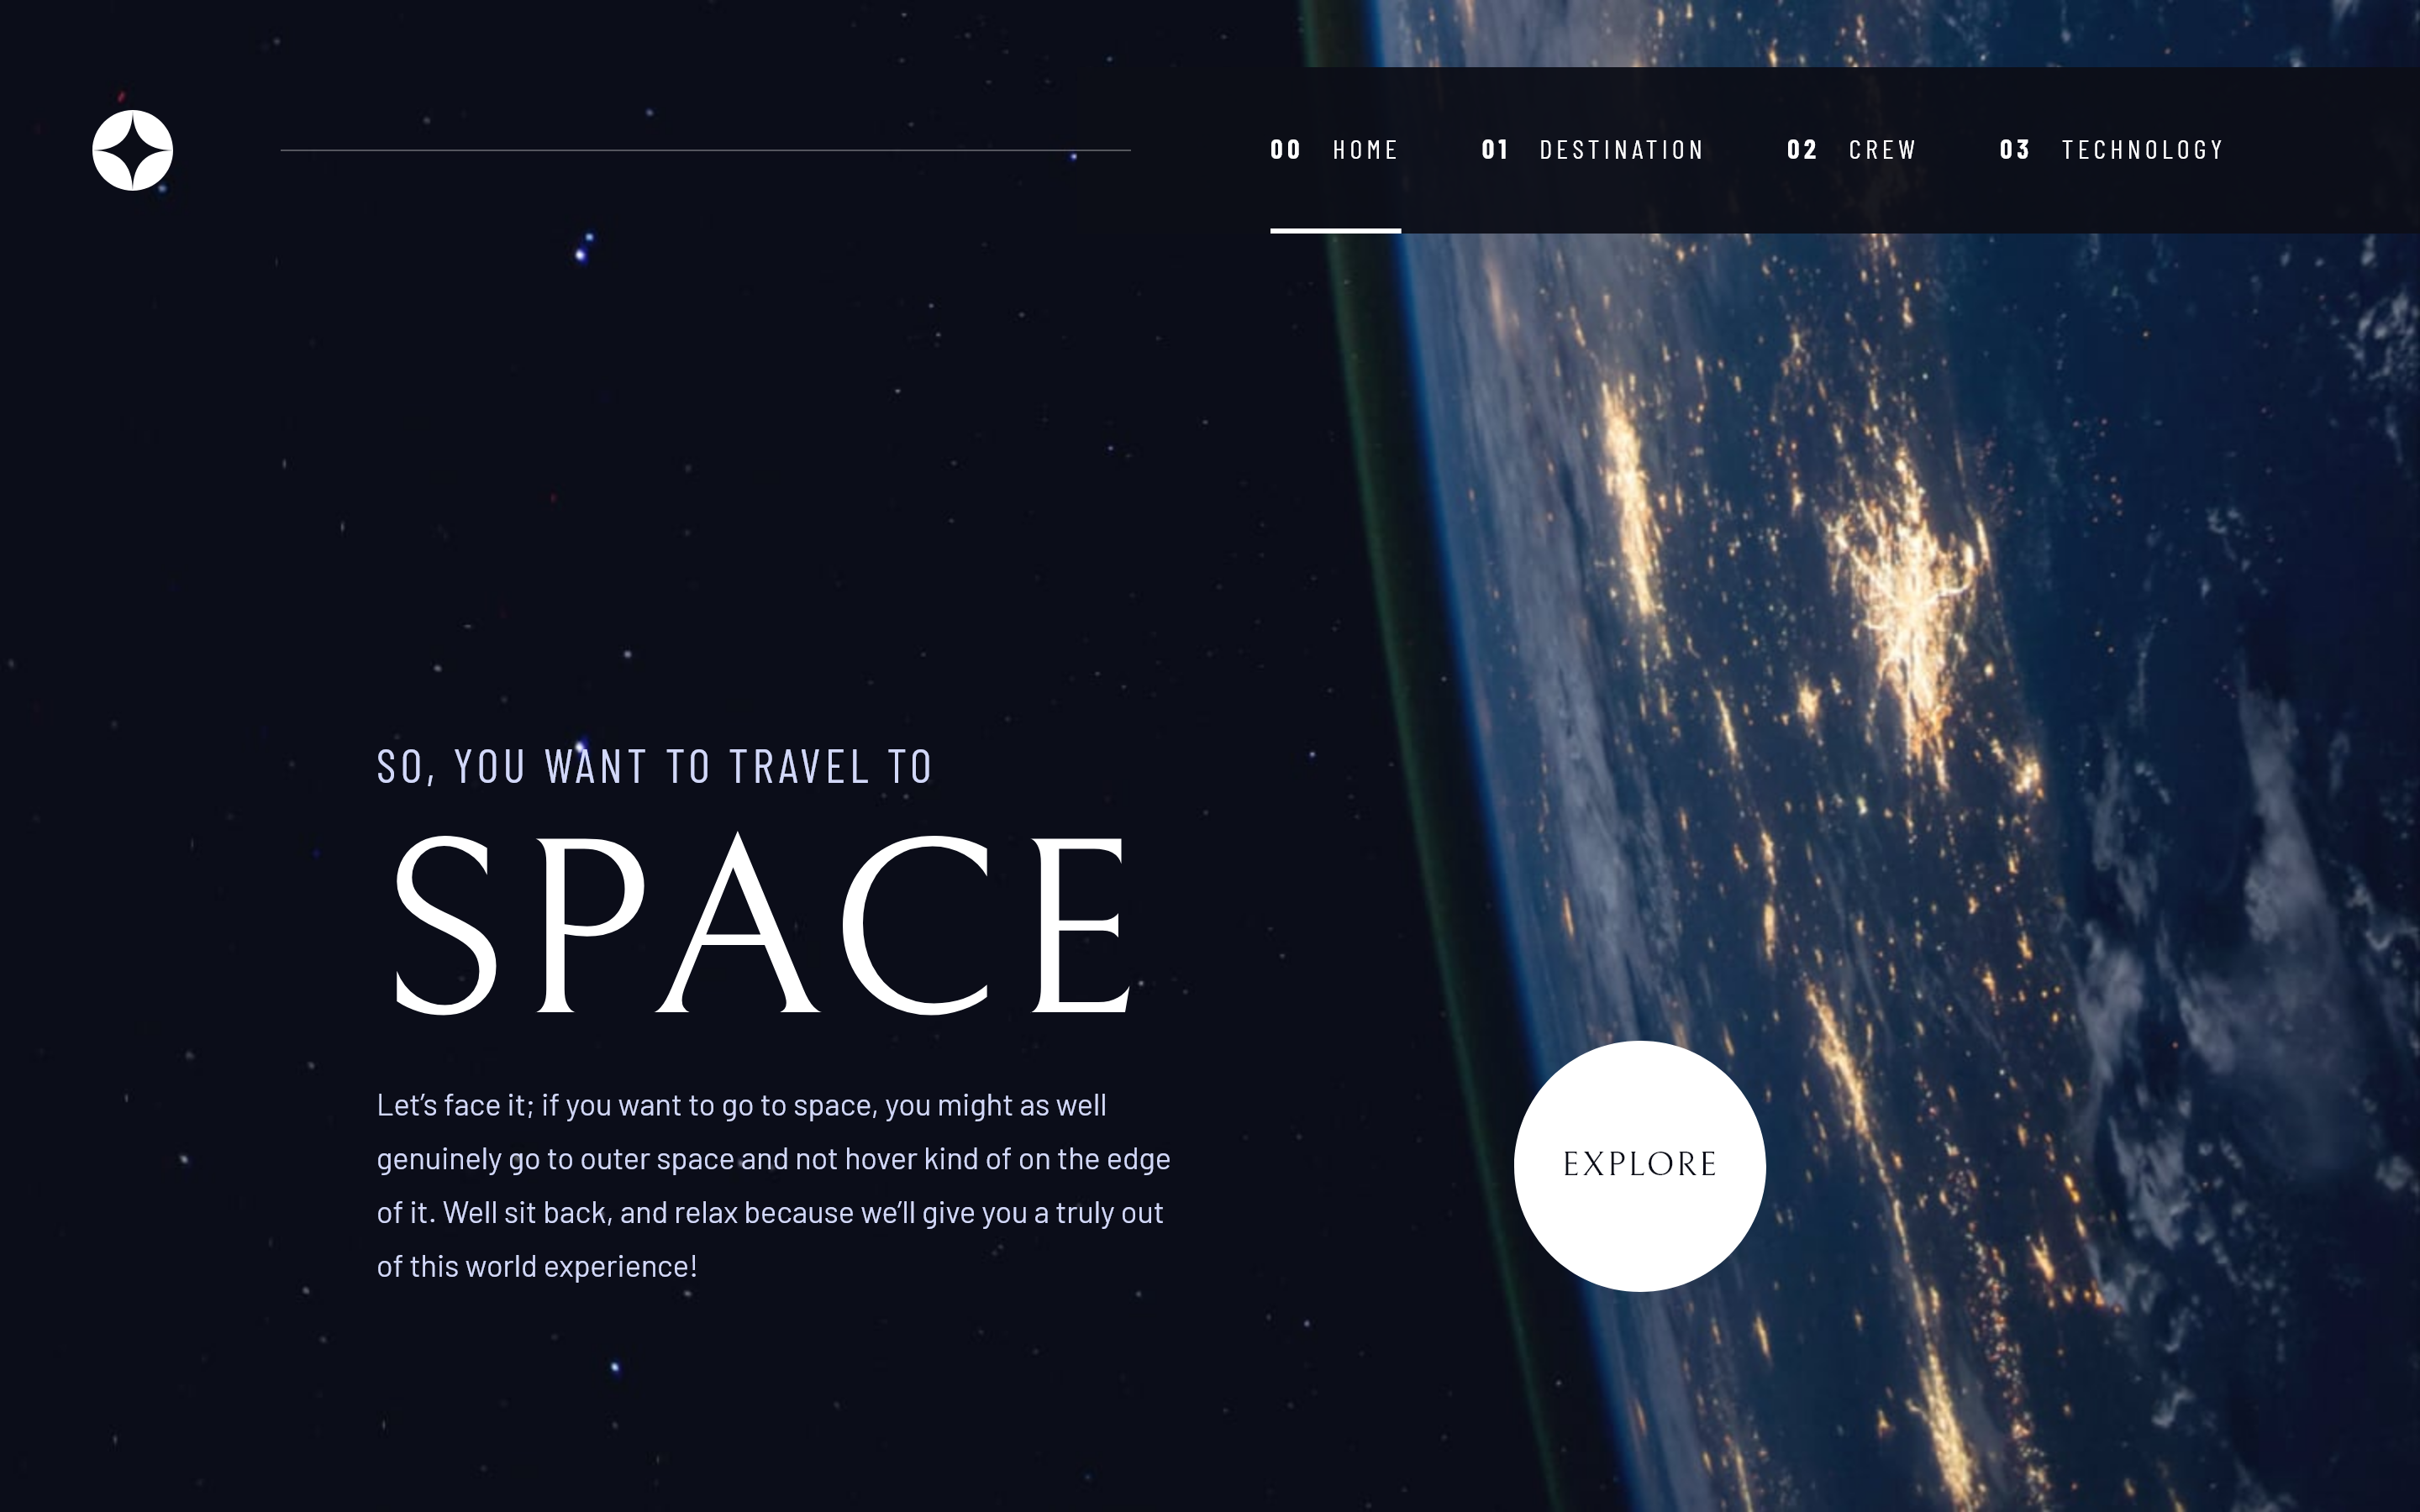 00 HOME 01 DESTINATION 02 CREW 03 TECHNOLOGY
SO, YOU WANT TO TRAVEL TO
SPACE
Let’s face it; if you want to go to space, you might as well
genuinely go to outer space and not hover kind of on the edge
of it. Well sit back, and relax because we’ll give you a truly out
of this world experience!
EXPLORE